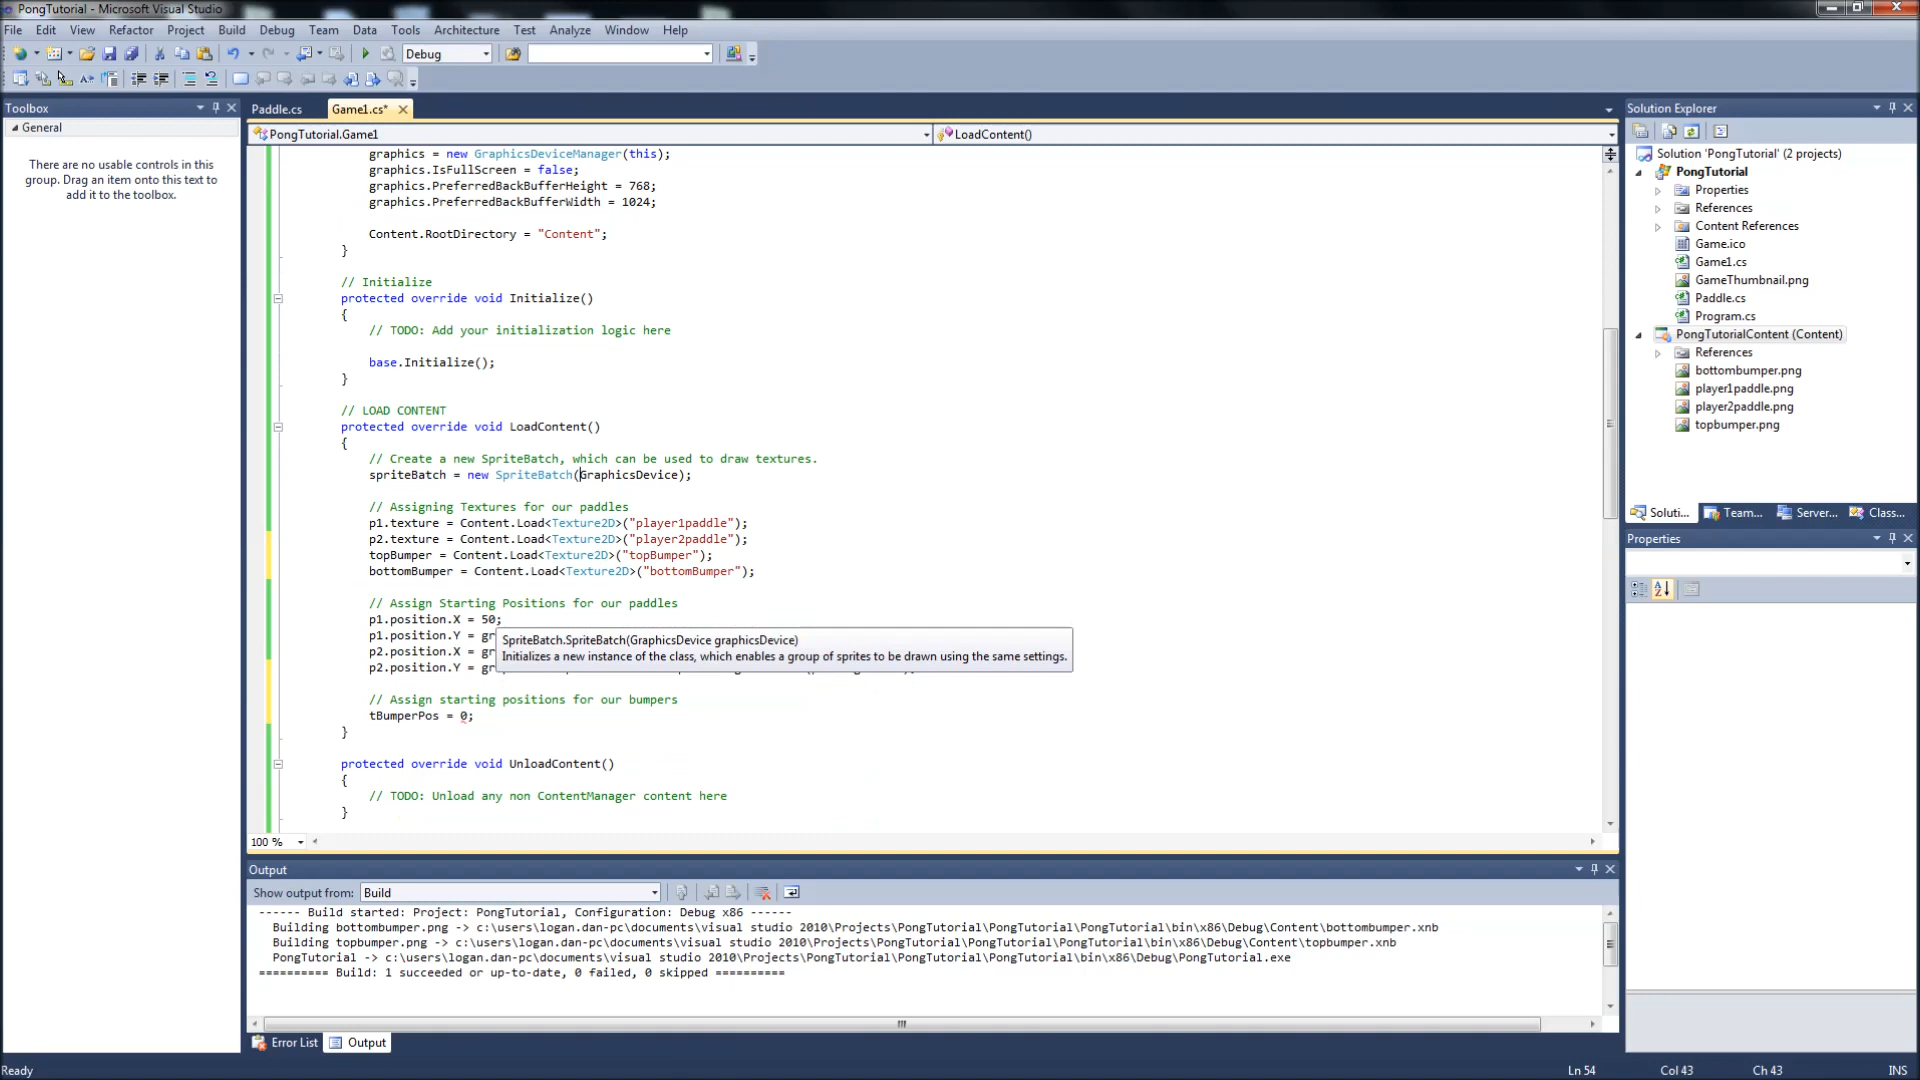 PongTutorial - Microsoft Visual Studio
File Edit View Refactor Project Build Debug Team Data Tools Architecture Test Analyze Window Help
Debug
Toolbox
General
There are no usable controls in this
group. Drag an item onto this text to
add it to the toolbox.
Paddle.cs Game1.cs*
PongTutorial.Game1 LoadContent()
graphics = new GraphicsDeviceManager(this);
graphics.IsFullScreen = false;
graphics.PreferredBackBufferHeight = 768;
graphics.PreferredBackBufferWidth = 1024;
Content.RootDirectory = "Content";
}
// Initialize
protected override void Initialize()
{
// TODO: Add your initialization logic here
base.Initialize();
}
// LOAD CONTENT
protected override void LoadContent()
{
// Create a new SpriteBatch, which can be used to draw textures.
spriteBatch = new SpriteBatch(GraphicsDevice);
// Assigning Textures for our paddles
p1.texture = Content.Load<Texture2D>("player1paddle");
p2.texture = Content.Load<Texture2D>("player2paddle");
topBumper = Content.Load<Texture2D>("topBumper");
bottomBumper = Content.Load<Texture2D>("bottomBumper");
// Assign Starting Positions for our paddles
p1.position.X = 50;
p1.position.Y = gr
p2.position.X = gr
p2.position.Y = gr
SpriteBatch.SpriteBatch(GraphicsDevice graphicsDevice)
Initializes a new instance of the class, which enables a group of sprites to be drawn using the same settings.
// Assign starting positions for our bumpers
tBumperPos = 0;
}
protected override void UnloadContent()
{
// TODO: Unload any non ContentManager content here
}
100 %
Output
Show output from: Build
------ Build started: Project: PongTutorial, Configuration: Debug x86 ------
Building bottombumper.png -> c:\users\logan.dan-pc\documents\visual studio 2010\Projects\PongTutorial\PongTutorial\PongTutorial\bin\x86\Debug\Content\bottombumper.xnb
Building topbumper.png -> c:\users\logan.dan-pc\documents\visual studio 2010\Projects\PongTutorial\PongTutorial\PongTutorial\bin\x86\Debug\Content\topbumper.xnb
PongTutorial -> c:\users\logan.dan-pc\documents\visual studio 2010\Projects\PongTutorial\PongTutorial\PongTutorial\bin\x86\Debug\PongTutorial.exe
========== Build: 1 succeeded or up-to-date, 0 failed, 0 skipped ==========
Error List Output
Solution Explorer
Solution 'PongTutorial' (2 projects)
PongTutorial
Properties
References
Content References
Game.ico
Game1.cs
GameThumbnail.png
Paddle.cs
Program.cs
PongTutorialContent (Content)
References
bottombumper.png
player1paddle.png
player2paddle.png
topbumper.png
Soluti... Team... Server... Class...
Properties
Ready Ln 54 Col 43 Ch 43 INS